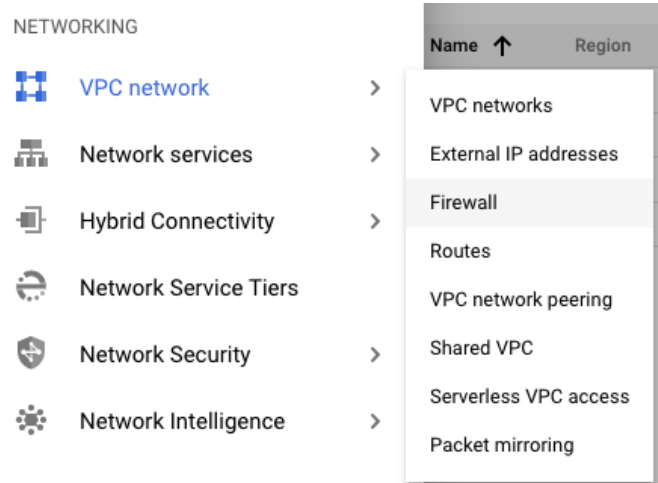 NETWORKING
VPC network
Network services
Hybrid Connectivity
Network Service Tiers
Network Security
Network Intelligence
Name Region
VPC networks
External IP addresses
Firewall
Routes
VPC network peering
Shared VPC
Serverless VPC access
Packet mirroring